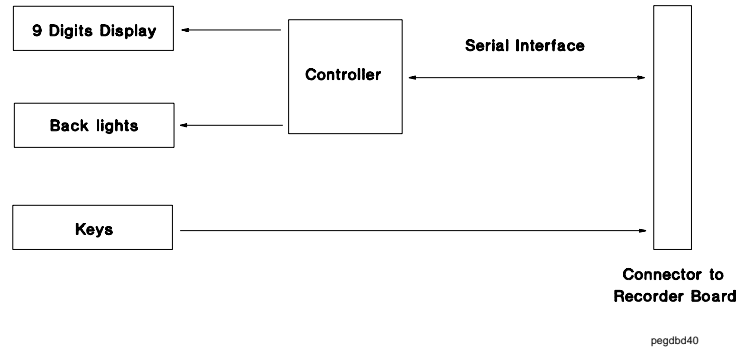 9 Digits Display
Controller
Serial Interface
Back lights
Keys
Connector to
Recorder Board
pegdbd40